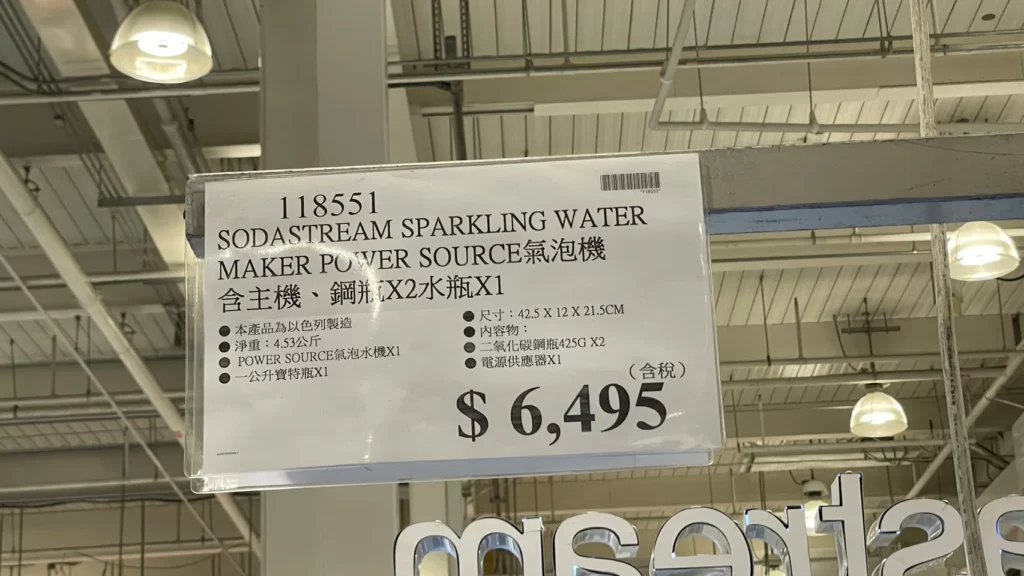 118551
"118551"
SODASTREAM SPARKLING WATER
MAKER POWER SOURCE氣泡機
含主機、鋼瓶X2水瓶X1
●本產品為以色列製造
●淨重：4.53公斤
●POWER SOURCE氣泡水機X1
●一公升寶特瓶X1
●尺寸：42.5 X 12 X 21.5CM
●內容物：
●二氧化碳鋼瓶425G X2
●電源供應器X1
（含稅）
$ 6,495